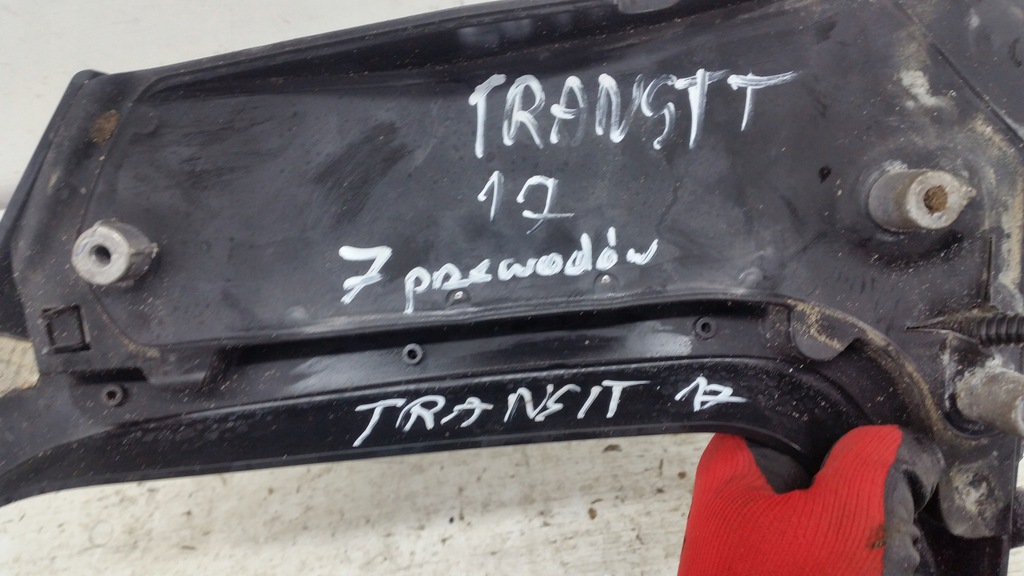 TRANSIT
17
7 przewodów
TRANSIT 17